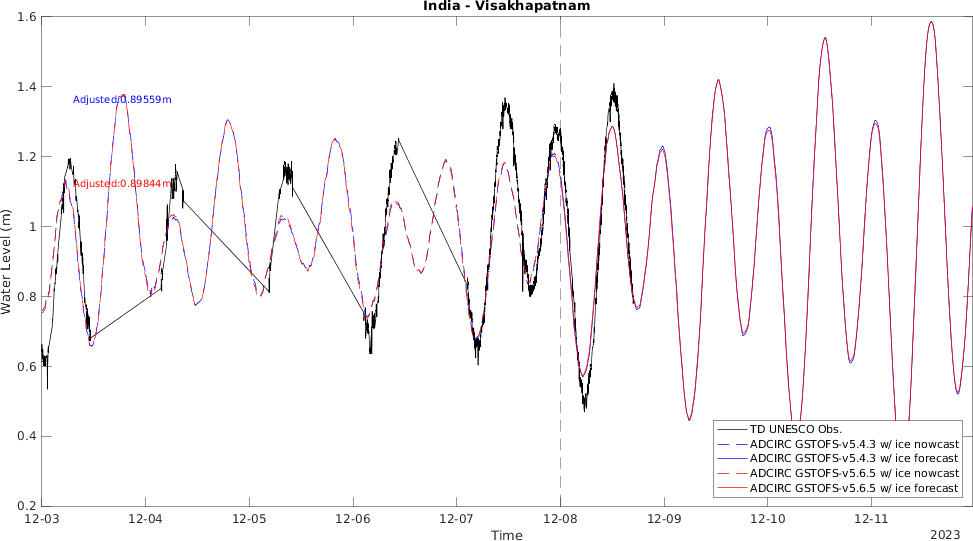 India - Visakhapatnam
1.6
1.4
1.2
1
0.8
0.6
0.4
0.2
Water Level (m)
Adjusted:0.89559m
Adjusted:0.89844m
TD UNESCO Obs.
ADCIRC GSTOFS-v5.4.3 w/ ice nowcast
ADCIRC GSTOFS-v5.4.3 w/ ice forecast
ADCIRC GSTOFS-v5.6.5 w/ ice nowcast
ADCIRC GSTOFS-v5.6.5 w/ ice forecast
12-03 12-04 12-05 12-06 12-07 12-08 12-09 12-10 12-11
Time
2023